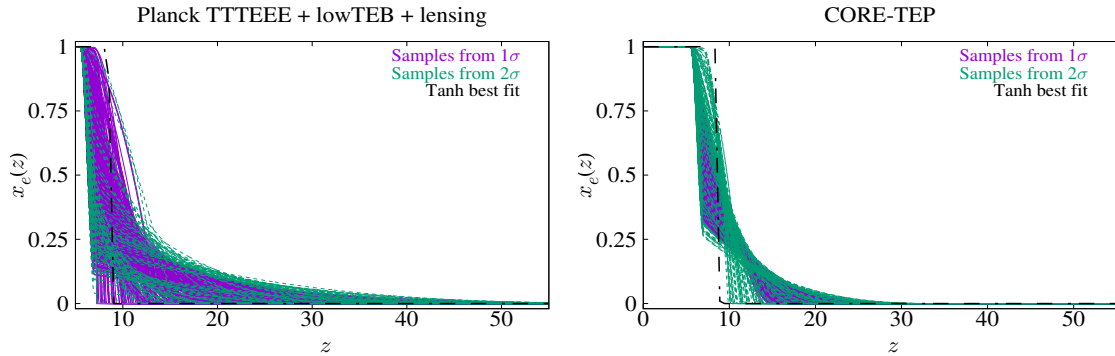 Planck TTTEEE + lowTEB + lensing
Samples from 1σ
Samples from 2σ
Tanh best fit
1
0.75
0.5
0.25
0
x_e(z)
10
20
30
40
50
z
CORE-TEP
Samples from 1σ
Samples from 2σ
Tanh best fit
1
0.75
0.5
0.25
0
x_e(z)
0
10
20
30
40
50
z